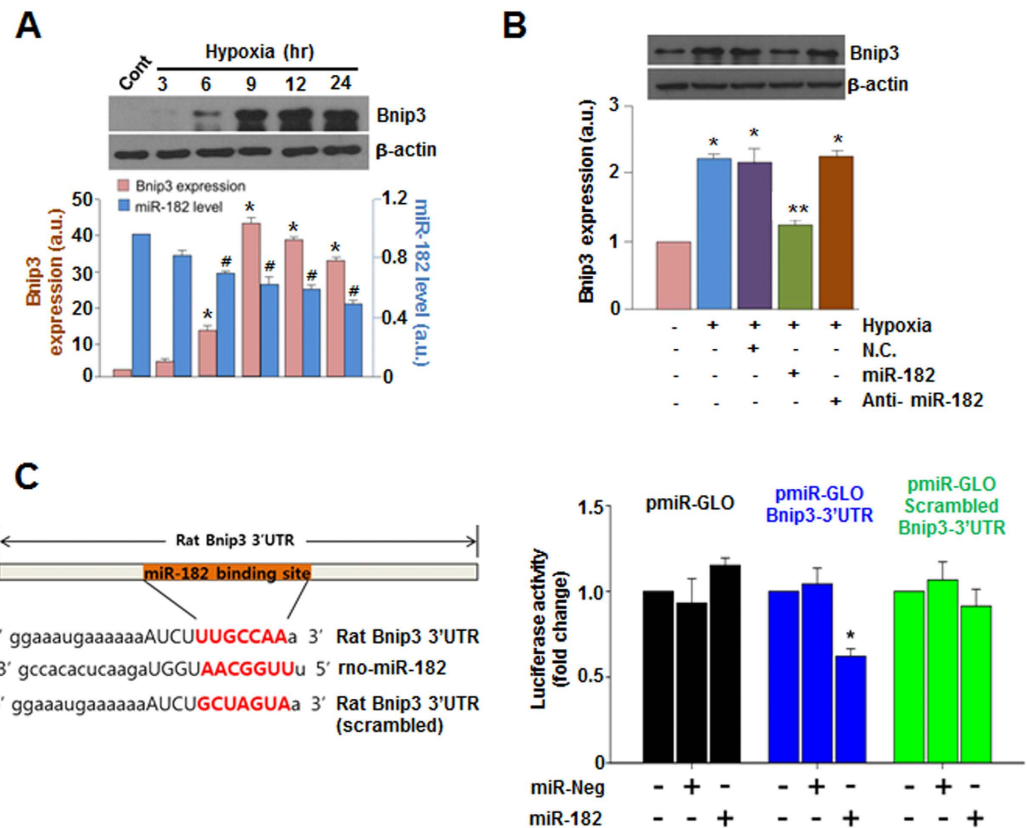 A
Hypoxia (hr)
Cont 3 6 9 12 24
Bnip3
β-actin
Bnip3 expression
miR-182 level
50
40
30
20
10
0
Bnip3
expression (a.u.)
1.2
0.8
0.4
0
miR-182
level (a.u.)
# * # * # * # * #
B
Bnip3
β-actin
Bnip3 expression (a.u.)
3
2
1
0
* * ** *
- + + + + Hypoxia
- - + - - N.C.
- - - + - miR-182
- - - - + Anti- miR-182
C
Rat Bnip3 3'UTR
miR-182 binding site
' ggaaaugaaaaaaAUCUUUGCCAAa 3' Rat Bnip3 3'UTR
3' gccacacucaagaUGGUAACGGUUu 5' rno-miR-182
' ggaaaugaaaaaaAUCUGCUAGUAa 3' Rat Bnip3 3'UTR
(scrambled)
Luciferase activity
(fold change)
1.5
1.0
0.5
0
pmiR-GLO
pmiR-GLO
Bnip3-3'UTR
pmiR-GLO
Scrambled
Bnip3-3'UTR
*
miR-Neg - + - - + - - + -
miR-182 - - + - - + - - +